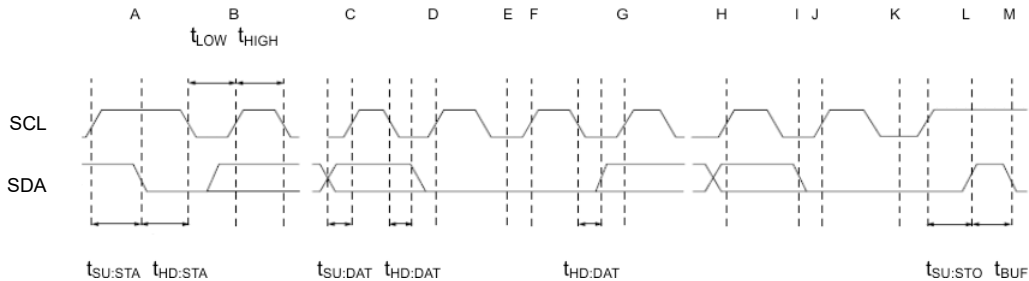 A B C D E F G H I J K L M
tLOW tHIGH
SCL
SDA
tSU:STA tHD:STA tSU:DAT tHD:DAT tHD:DAT tSU:STO tBUF